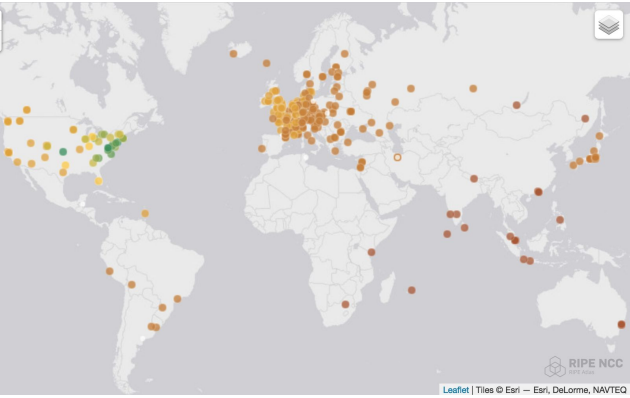 RIPE NCC
RIPE Atlas
Leaflet | Tiles © Esri — Esri, DeLorme, NAVTEQ